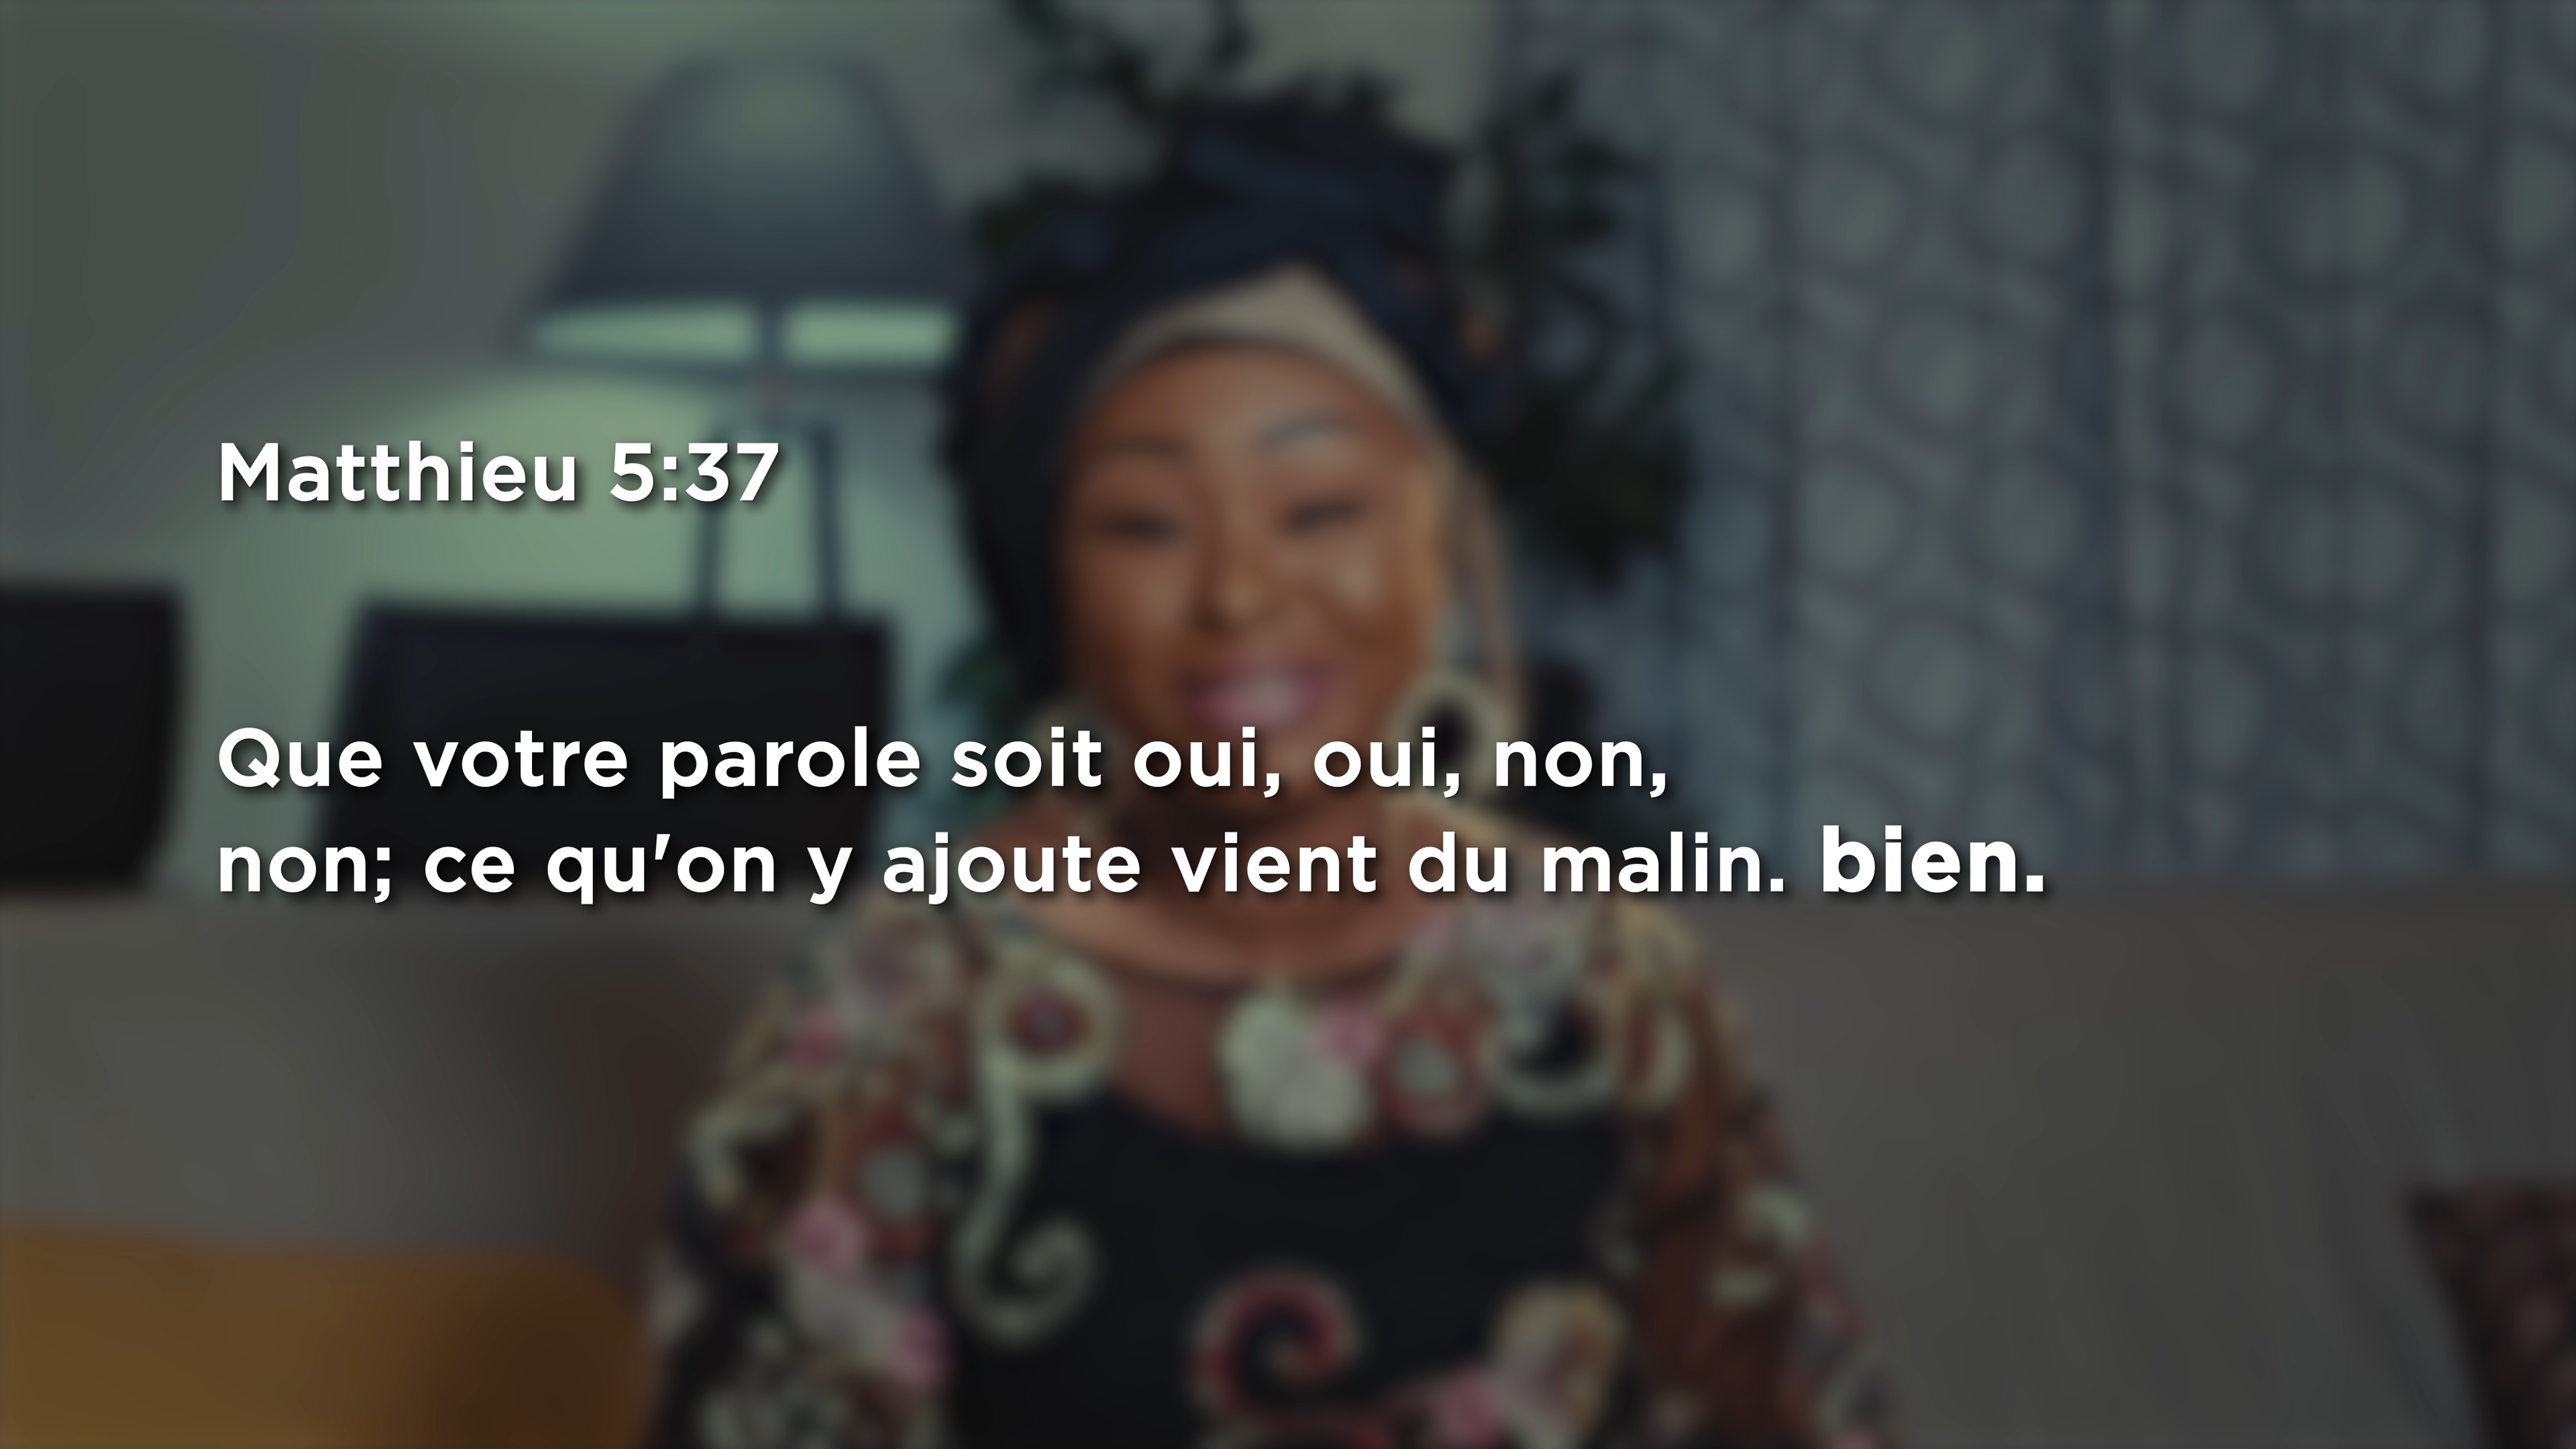 Matthieu 5:37
Que votre parole soit oui, oui, non,
non; ce qu'on y ajoute vient du malin. bien.